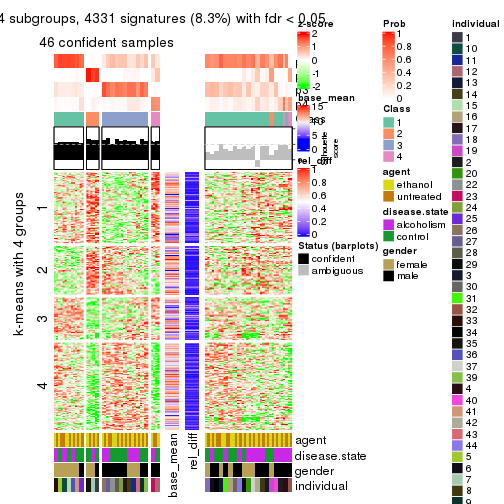 4 subgroups, 4331 signatures (8.3%) with fdr < 0.05
46 confident samples
k-means with 4 groups
1
2
3
4
base_mean
rel_diff
agent
disease.state
gender
individual
z-score
2
1
0
-1
-2
base_mean
15
10
5
0
rel_diff
1
0.8
0.6
0.4
0.2
0
Silhouette
score
Status (barplots)
confident
ambiguous
Prob
1
0.8
0.6
0.4
0.2
0
Class
1
2
3
4
agent
ethanol
untreated
disease.state
alcoholism
control
gender
female
male
individual
1
10
11
12
13
14
15
16
17
18
19
2
20
22
23
24
25
26
27
28
29
3
30
31
32
33
34
35
36
37
39
4
40
41
42
43
44
5
6
7
8
9